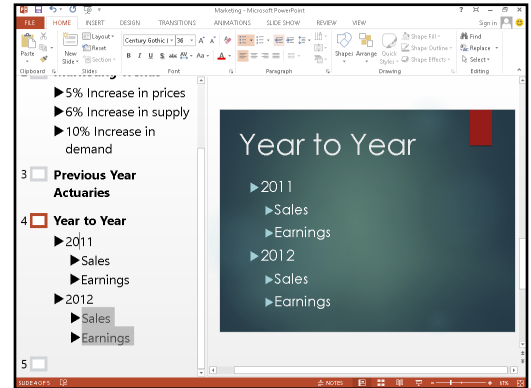 Marketing - Microsoft PowerPoint
FILE HOME INSERT DESIGN TRANSITIONS ANIMATIONS SLIDE SHOW REVIEW VIEW Sign in
Paste
New Slide
Layout
Reset
Section
Century Gothic ( 36
B I U S abc AV Aa A
Shapes Arrange Quick Styles
Shape Fill
Shape Outline
Shape Effects
Find
Replace
Select
Clipboard Slides Font Paragraph Drawing Editing
5% Increase in prices
6% Increase in supply
10% Increase in
demand
3 Previous Year
Actuaries
4 Year to Year
2011
Sales
Earnings
2012
Sales
Earnings
5
Year to Year
2011
Sales
Earnings
2012
Sales
Earnings
SLIDE 4 OF 5 NOTES 61%